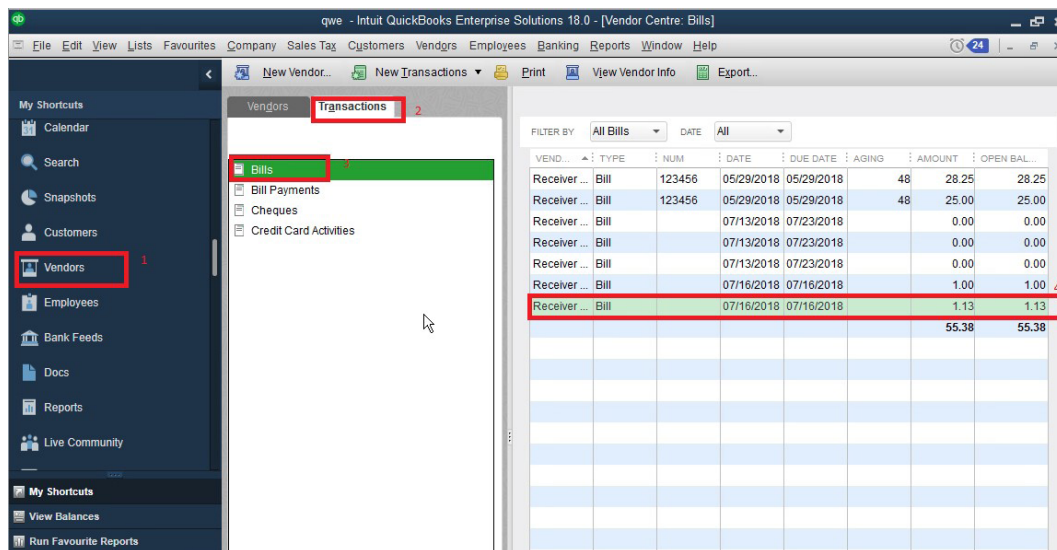 qb
qwe - Intuit QuickBooks Enterprise Solutions 18.0 - [Vendor Centre: Bills]
File Edit View Lists Favourites Company Sales Tax Customers Vendors Employees Banking Reports Window Help 24
New Vendor... New Transactions Print View Vendor Info Export...
My Shortcuts
Calendar
Search
Snapshots
Customers
Vendors 1
Employees
Bank Feeds
Docs
Reports
Live Community
My Shortcuts
View Balances
Run Favourite Reports
Vendors Transactions 2
Bills 3
Bill Payments
Cheques
Credit Card Activities
FILTER BY All Bills DATE All
VEND... TYPE NUM DATE DUE DATE AGING AMOUNT OPEN BAL...
Receiver ... Bill 123456 05/29/2018 05/29/2018 48 28.25 28.25
Receiver ... Bill 123456 05/29/2018 05/29/2018 48 25.00 25.00
Receiver ... Bill 07/13/2018 07/23/2018 0.00 0.00
Receiver ... Bill 07/13/2018 07/23/2018 0.00 0.00
Receiver ... Bill 07/13/2018 07/23/2018 0.00 0.00
Receiver ... Bill 07/16/2018 07/16/2018 1.00 1.00
Receiver ... Bill 07/16/2018 07/16/2018 1.13 1.13
55.38 55.38